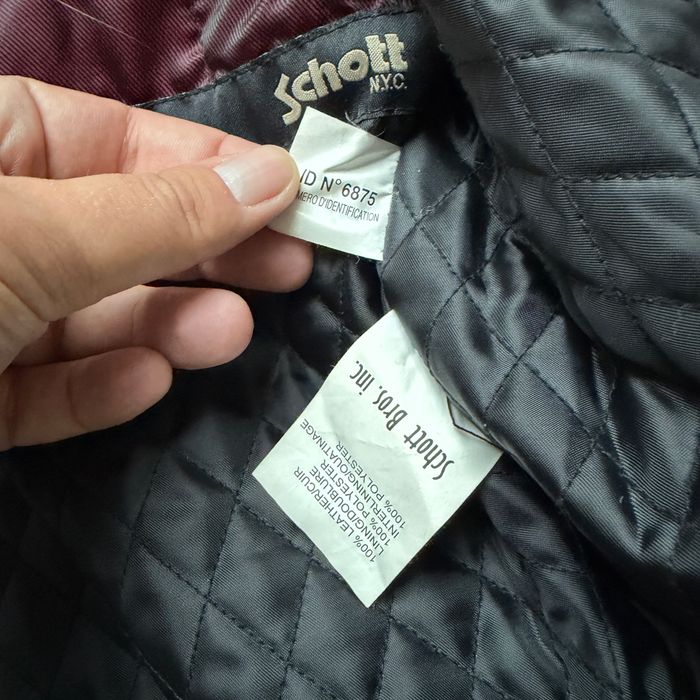 Schott
N.Y.C.
ID N° 6875
MERO D'IDENTIFICATION
Schott Bros. inc.
100% LEATHER/CUIR
LINING/DOUBLURE
100% POLYESTER
INTERLINING/OUATINAGE
100% POLYESTER